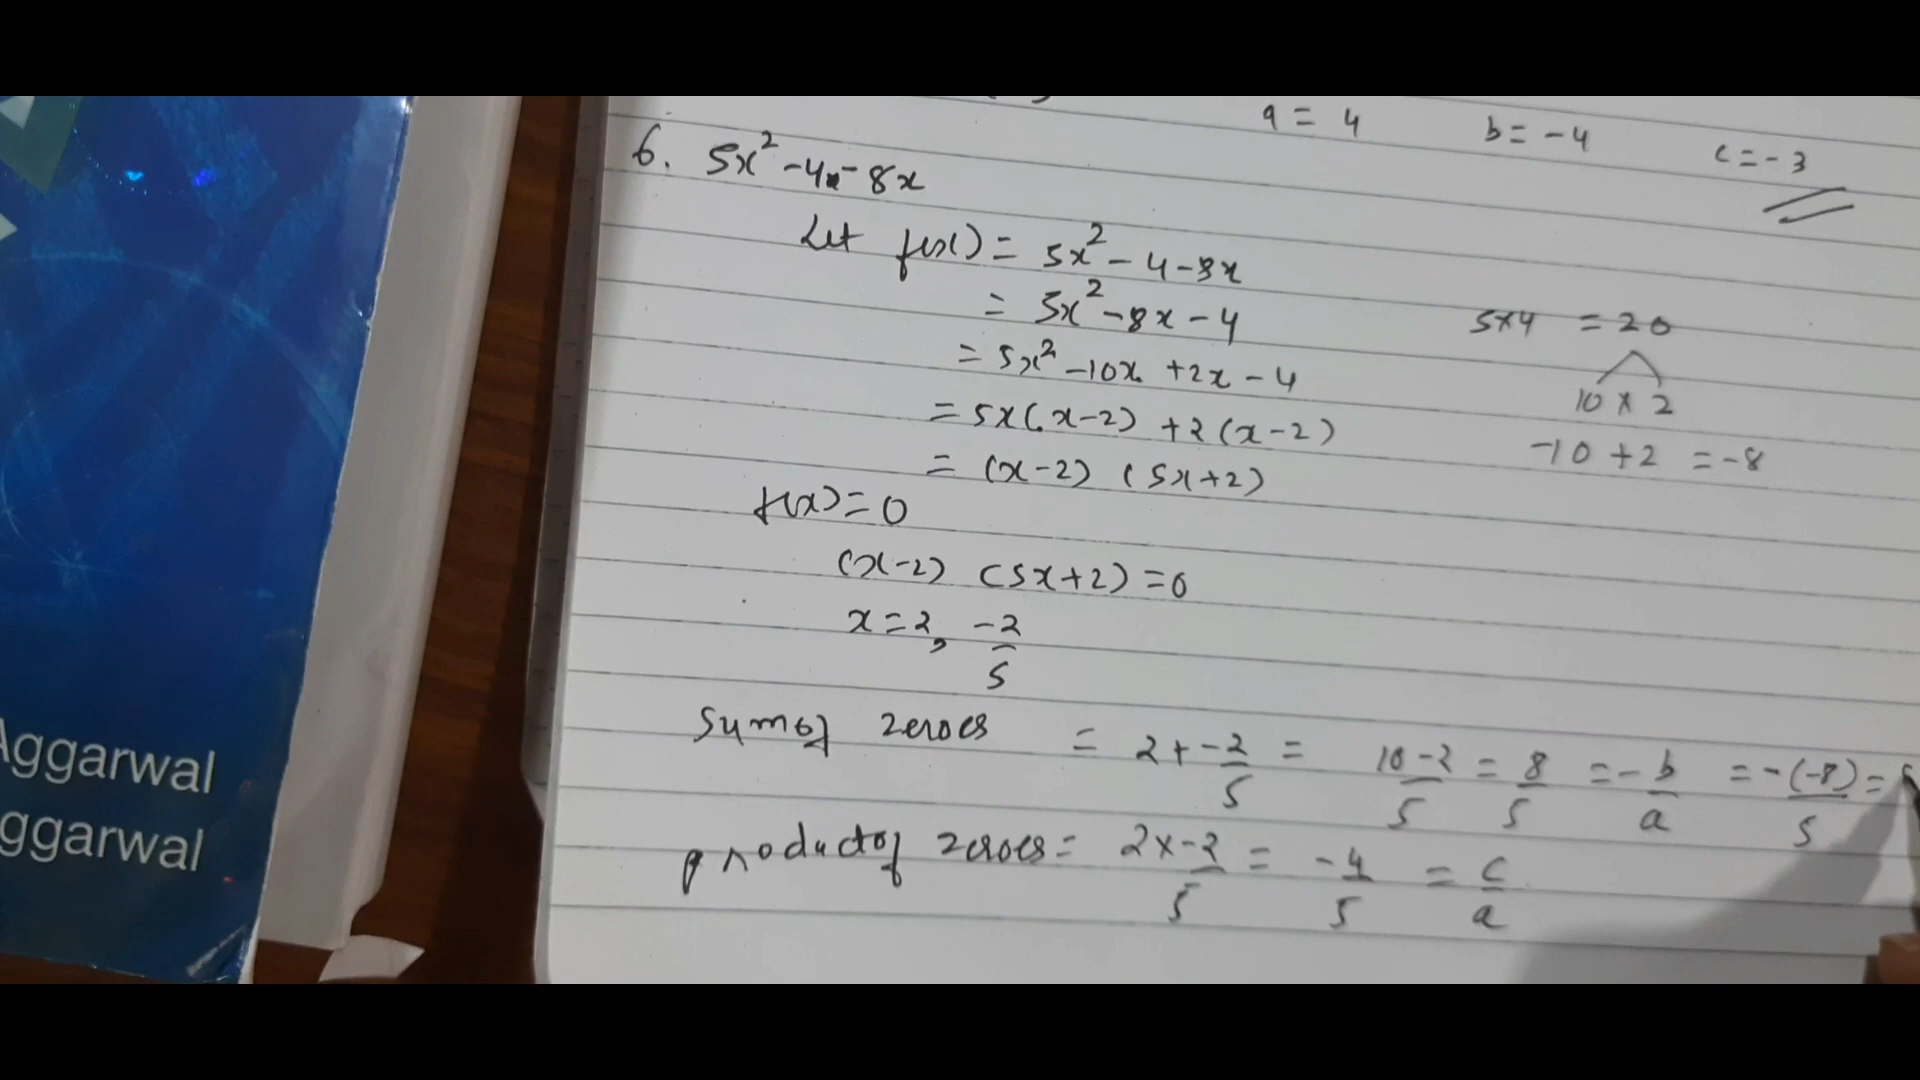 a = 4 b = -4 c = -3
6. 5x² - 4 - 8x
Let f(x) = 5x² - 4 - 8x
= 5x² - 8x - 4
5x4 = 20
= 5x² - 10x + 2x - 4
10 x 2
= 5x(x-2) + 2(x-2)
-10 + 2 = -8
= (x-2) (5x+2)
f(x) = 0
(x-2) (5x+2) = 0
x = 2, -2/5
Sum of zeroes = 2 + -2/5 = 10-2/5 = 8/5 = -b/a = -(-8)/5 =
product of zeroes = 2x-2/5 = -4/5 = c/a
Aggarwal
ggarwal